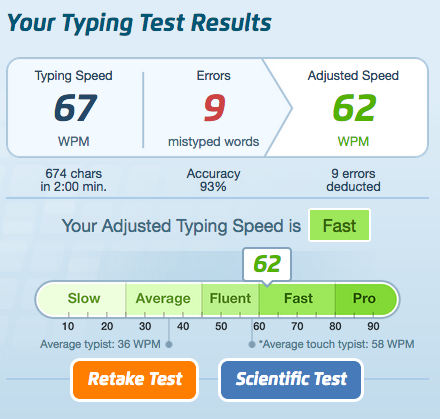 Your Typing Test Results
Typing Speed Errors Adjusted Speed
67 9 62
WPM mistyped words WPM
674 chars Accuracy 9 errors
in 2:00 min. 93% deducted
Your Adjusted Typing Speed is Fast
62
Slow Average Fluent Fast Pro
10 20 30 40 50 60 70 80 90
Average typist: 36 WPM *Average touch typist: 58 WPM
Retake Test Scientific Test